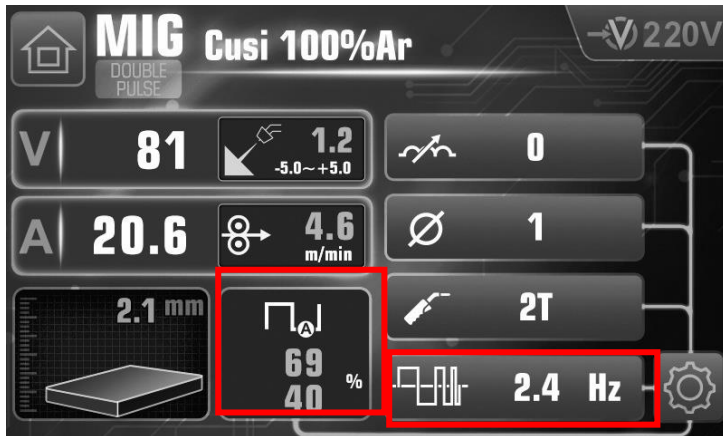 MIG Cusi 100%Ar
DOUBLE
PULSE
220V
V 81 1.2
-5.0~+5.0
0
A 20.6 4.6
m/min
1
2.1 mm
A
69
40
%
2T
2.4 Hz